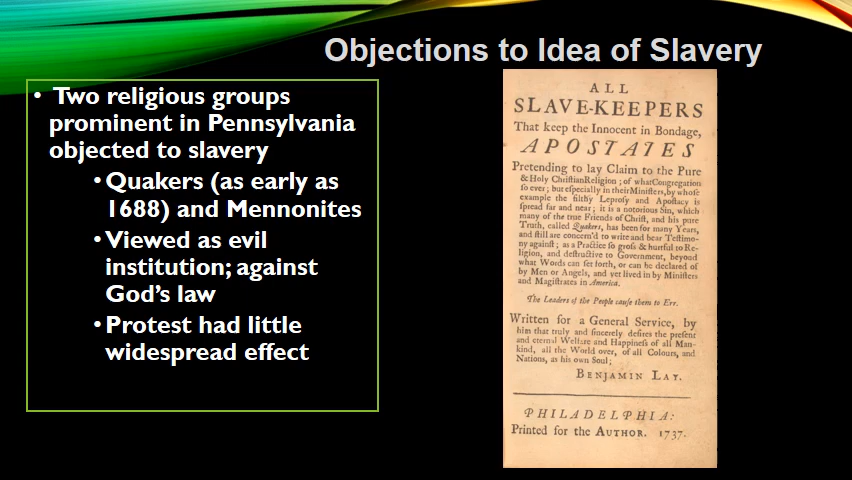 Objections to Idea of Slavery
• Two religious groups
prominent in Pennsylvania
objected to slavery
• Quakers (as early as
1688) and Mennonites
• Viewed as evil
institution; against
God's law
• Protest had little
widespread effect
ALL
SLAVE-KEEPERS
That keep the Innocent in Bondage,
APOSTATES
Pretending to lay Claim to the Pure
& Holy Chriſtian Religion; of what Congregation
ſo ever; but eſpecially in their Miniſters, by whoſe
example the filthy Leproſy and Apoſtacy is
ſpread far and near; it is a notorious Sin, which
many of the true Friends of Chriſt, and his pure
Truth, called Quakers, has been for many Years,
and ſtill are concern'd to write and bear Teſtimo-
ny againſt; as a Practice ſo groſs & hurtful to Re-
ligion, and deſtructive to Government, beyond
what Words can ſet forth, or can be declared of
by Men or Angels, and yet lived in by Miniſters
and Magiſtrates in America.
The Leaders of the People cauſe them to Err.
Written for a General Service, by
him that truly and ſincerely deſires the preſent
and eternal Welfare and Happineſs of all Man-
kind, all the World over, of all Colours, and
Nations, as his own Soul;
BENJAMIN LAY.
PHILADELPHIA:
Printed for the AUTHOR. 1737.